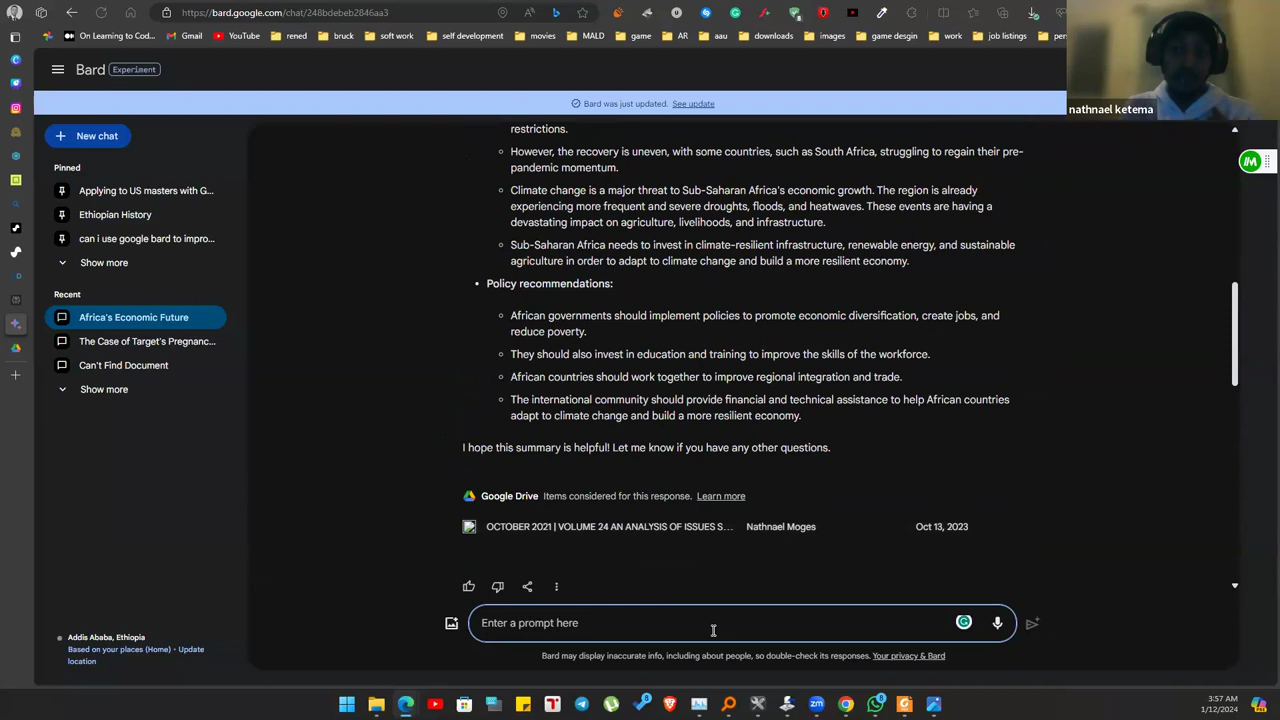 https://bard.google.com/chat/248bdebeb2846aa3
On Learning to Cod...
Gmail
YouTube
rened
bruck
soft work
self development
movies
MALD
game
AR
aau
downloads
images
game desgin
work
job listings
Bard
Experiment
Bard was just updated. See update
nathnael ketema
New chat
Pinned
Applying to US masters with G...
Ethiopian History
can i use google bard to impro...
Show more
Recent
Africa's Economic Future
The Case of Target's Pregnanc...
Can't Find Document
Show more
Addis Ababa, Ethiopia
Based on your places (Home) • Update
location
restrictions.
However, the recovery is uneven, with some countries, such as South Africa, struggling to regain their pre-
pandemic momentum.
Climate change is a major threat to Sub-Saharan Africa's economic growth. The region is already
experiencing more frequent and severe droughts, floods, and heatwaves. These events are having a
devastating impact on agriculture, livelihoods, and infrastructure.
Sub-Saharan Africa needs to invest in climate-resilient infrastructure, renewable energy, and sustainable
agriculture in order to adapt to climate change and build a more resilient economy.
Policy recommendations:
African governments should implement policies to promote economic diversification, create jobs, and
reduce poverty.
They should also invest in education and training to improve the skills of the workforce.
African countries should work together to improve regional integration and trade.
The international community should provide financial and technical assistance to help African countries
adapt to climate change and build a more resilient economy.
I hope this summary is helpful! Let me know if you have any other questions.
Google Drive Items considered for this response. Learn more
OCTOBER 2021 | VOLUME 24 AN ANALYSIS OF ISSUES S... Nathnael Moges Oct 13, 2023
Enter a prompt here
Bard may display inaccurate info, including about people, so double-check its responses. Your privacy & Bard
3:57 AM
1/12/2024